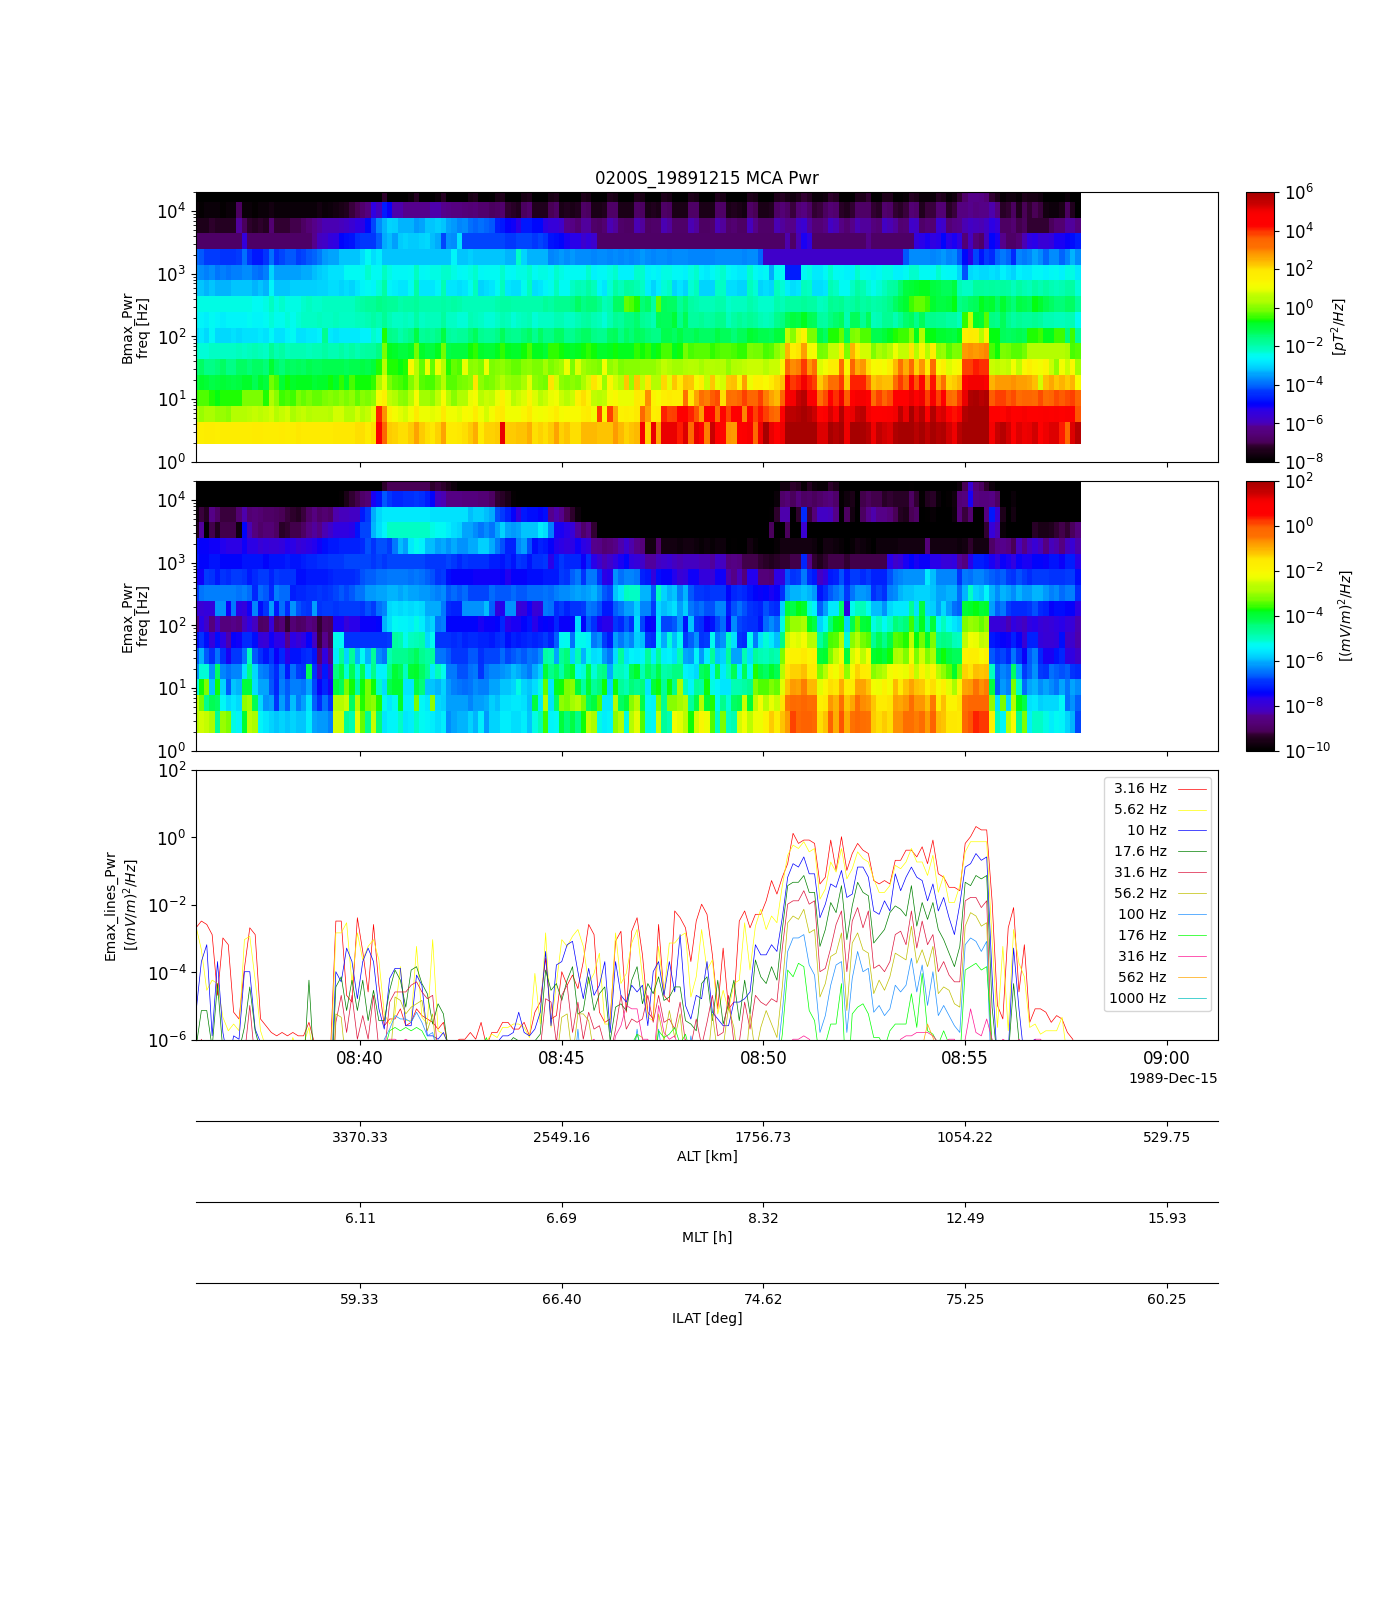 0200S_19891215 MCA Pwr
Bmax_Pwr
freq [Hz]
10^4
10^3
10^2
10^1
10^0
10^6
10^4
10^2
10^0
10^-2
10^-4
10^-6
10^-8
[pT^2/Hz]
Emax_Pwr
freq [Hz]
10^4
10^3
10^2
10^1
10^0
10^2
10^0
10^-2
10^-4
10^-6
10^-8
10^-10
[(mV/m)^2/Hz]
Emax_lines_Pwr
[(mV/m)^2/Hz]
10^2
10^0
10^-2
10^-4
10^-6
3.16 Hz
5.62 Hz
10 Hz
17.6 Hz
31.6 Hz
56.2 Hz
100 Hz
176 Hz
316 Hz
562 Hz
1000 Hz
08:40 08:45 08:50 08:55 09:00
1989-Dec-15
3370.33 2549.16 1756.73 1054.22 529.75
ALT [km]
6.11 6.69 8.32 12.49 15.93
MLT [h]
59.33 66.40 74.62 75.25 60.25
ILAT [deg]